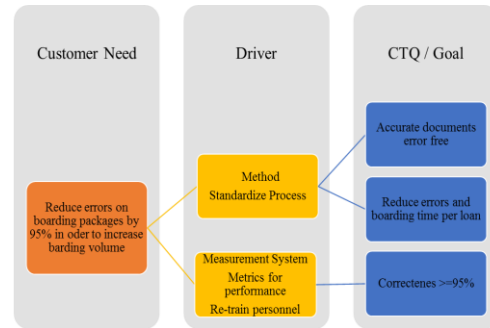 Customer Need
Driver
CTQ / Goal
Reduce errors on
boarding packages by
95% in oder to increase
barding volume
Method
Standardize Process
Measurement System
Metrics for
performance
Re-train personnel
Accurate documents
error free
Reduce errors and
boarding time per loan
Correctenes >=95%